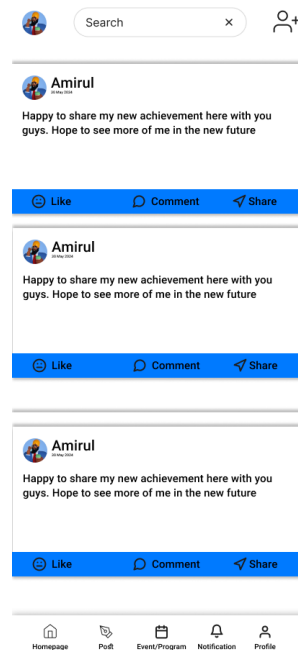 Search
Amirul
20 May 2024
Happy to share my new achievement here with you
guys. Hope to see more of me in the new future
Like Comment Share
Amirul
20 May 2024
Happy to share my new achievement here with you
guys. Hope to see more of me in the new future
Like Comment Share
Amirul
20 May 2024
Happy to share my new achievement here with you
guys. Hope to see more of me in the new future
Like Comment Share
Homepage Post Event/Program Notification Profile